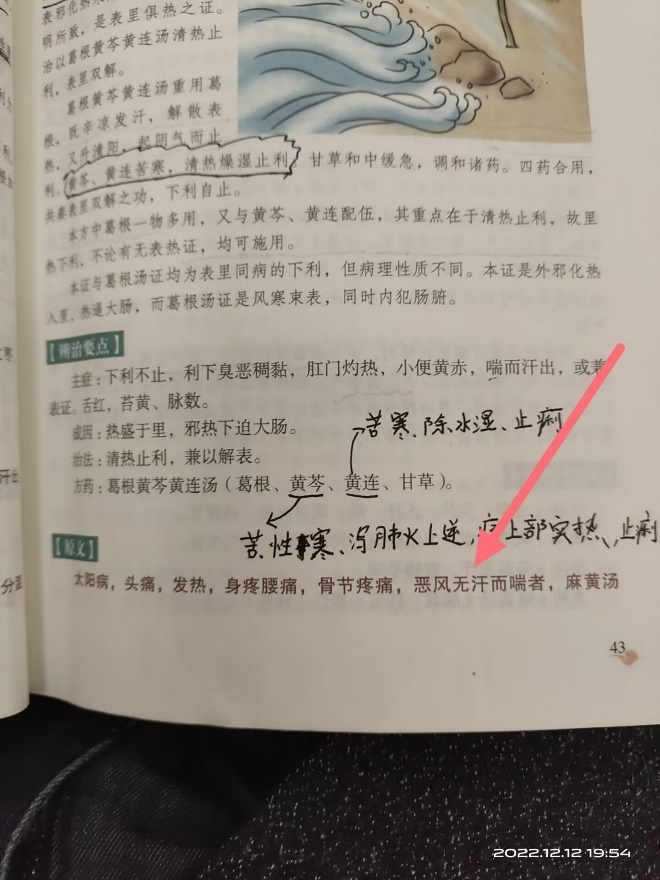 表邪化热
明所致，是表里俱热之证。
治以葛根黄芩黄连汤清热止
利，表里双解。
葛根黄芩黄连汤重用葛
根，既辛凉发汗，解散表
热，又升清阳，起阴气而止
利。黄芩、黄连苦寒，清热燥湿止利，甘草和中缓急，调和诸药。四药合用，
共奏表里双解之功，下利自止。
本方中葛根一物多用，又与黄芩、黄连配伍，其重点在于清热止利，故里
热下利，不论有无表热证，均可施用。
本证与葛根汤证均为表里同病的下利，但病理性质不同。本证是外邪化热
入里，热逼大肠，而葛根汤证是风寒束表，同时内犯肠腑。
【辨治要点】
主症：下利不止，利下臭恶稠黏，肛门灼热，小便黄赤，喘而汗出，或兼
表证。舌红，苔黄、脉数。
成因：热盛于里，邪热下迫大肠。
苦寒、除水湿、止痢
治法：清热止利，兼以解表。
方药：葛根黄芩黄连汤（葛根、黄芩、黄连、甘草）。
苦、性寒、泻肺火上逆，疗上部实热、止痢
【原文】
太阳病，头痛，发热，身疼腰痛，骨节疼痛，恶风无汗而喘者，麻黄汤
43
2022.12.12 19:54